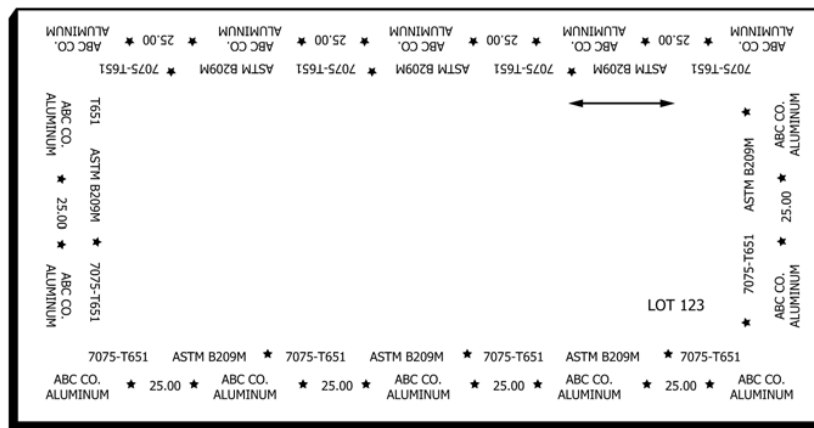 ABC CO. ALUMINUM ★ 25.00 ★ ABC CO. ALUMINUM ★ 25.00 ★ ABC CO. ALUMINUM ★ 25.00 ★ ABC CO. ALUMINUM ★ 25.00 ★ ABC CO. ALUMINUM
7075-T651 ASTM B209M ★ 7075-T651 ASTM B209M ★ 7075-T651 ASTM B209M ★ 7075-T651
ABC CO. ALUMINUM ★ 25.00 ★ ABC CO. ALUMINUM
T651 ASTM B209M ★ 7075-T651
★ 7075-T651 ASTM B209M ★
ABC CO. ALUMINUM ★ 25.00 ★ ABC CO. ALUMINUM
LOT 123
7075-T651 ASTM B209M ★ 7075-T651 ASTM B209M ★ 7075-T651 ASTM B209M ★ 7075-T651
ABC CO. ALUMINUM ★ 25.00 ★ ABC CO. ALUMINUM ★ 25.00 ★ ABC CO. ALUMINUM ★ 25.00 ★ ABC CO. ALUMINUM ★ 25.00 ★ ABC CO. ALUMINUM